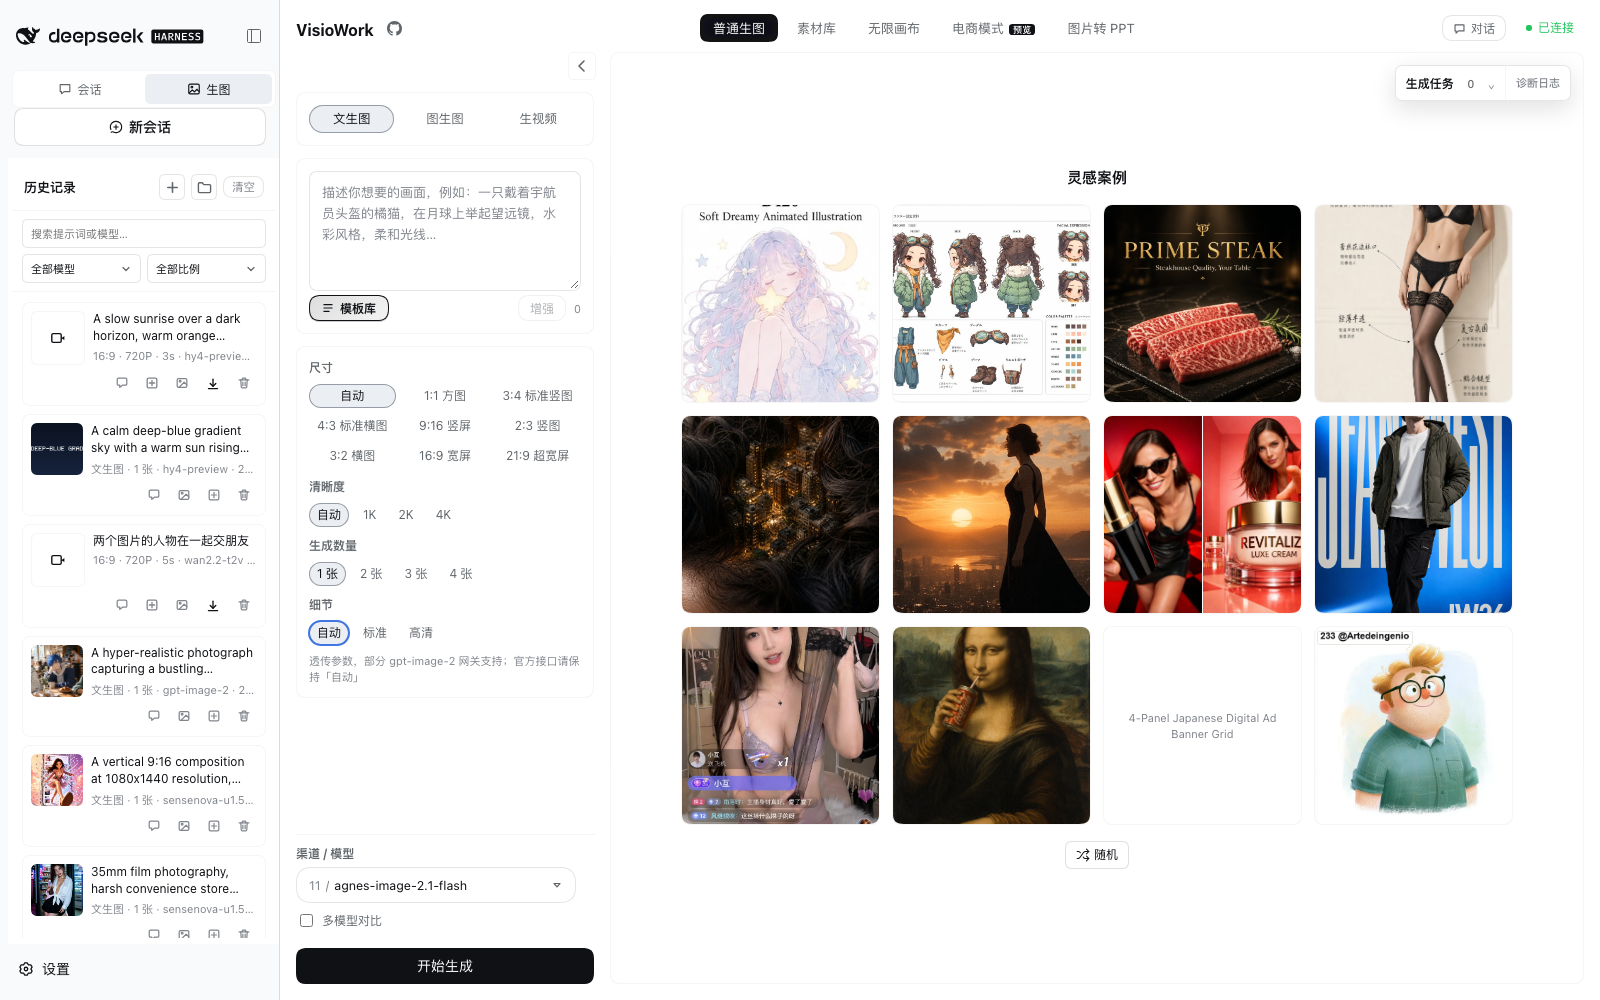 deepseek HARNESS
会话
生图
新会话
历史记录
清空
搜索提示词或模型...
全部模型
全部比例
A slow sunrise over a dark
horizon, warm orange...
16:9 · 720P · 3s · hy4-previe...
A calm deep-blue gradient
sky with a warm sun rising...
文生图 · 1 张 · hy4-preview · 2...
两个图片的人物在一起交朋友
16:9 · 720P · 5s · wan2.2-t2v ...
A hyper-realistic photograph
capturing a bustling...
文生图 · 1 张 · gpt-image-2 · 2...
A vertical 9:16 composition
at 1080x1440 resolution,...
文生图 · 1 张 · sensenova-u1.5...
35mm film photography,
harsh convenience store...
文生图 · 1 张 · sensenova-u1.5...
设置
VisioWork
普通生图
素材库
无限画布
电商模式 预览
图片转 PPT
对话
已连接
文生图
图生图
生视频
描述你想要的画面，例如：一只戴着宇航
员头盔的橘猫，在月球上举起望远镜，水
彩风格，柔和光线...
模板库
增强
0
尺寸
自动
1:1 方图
3:4 标准竖图
4:3 标准横图
9:16 竖屏
2:3 竖图
3:2 横图
16:9 宽屏
21:9 超宽屏
清晰度
自动
1K
2K
4K
生成数量
1 张
2 张
3 张
4 张
细节
自动
标准
高清
透传参数，部分 gpt-image-2 网关支持；官方接口请保
持「自动」
渠道 / 模型
11 / agnes-image-2.1-flash
多模型对比
开始生成
生成任务
0
诊断日志
灵感案例
Soft Dreamy Animated Illustration
PRIME STEAK
Steakhouse Quality, Your Table
轻薄半透
REVITALIZ
LUXE CREAM
VOGUE
小互
x1
小互
4-Panel Japanese Digital Ad
Banner Grid
233 @Artedeingenio
随机